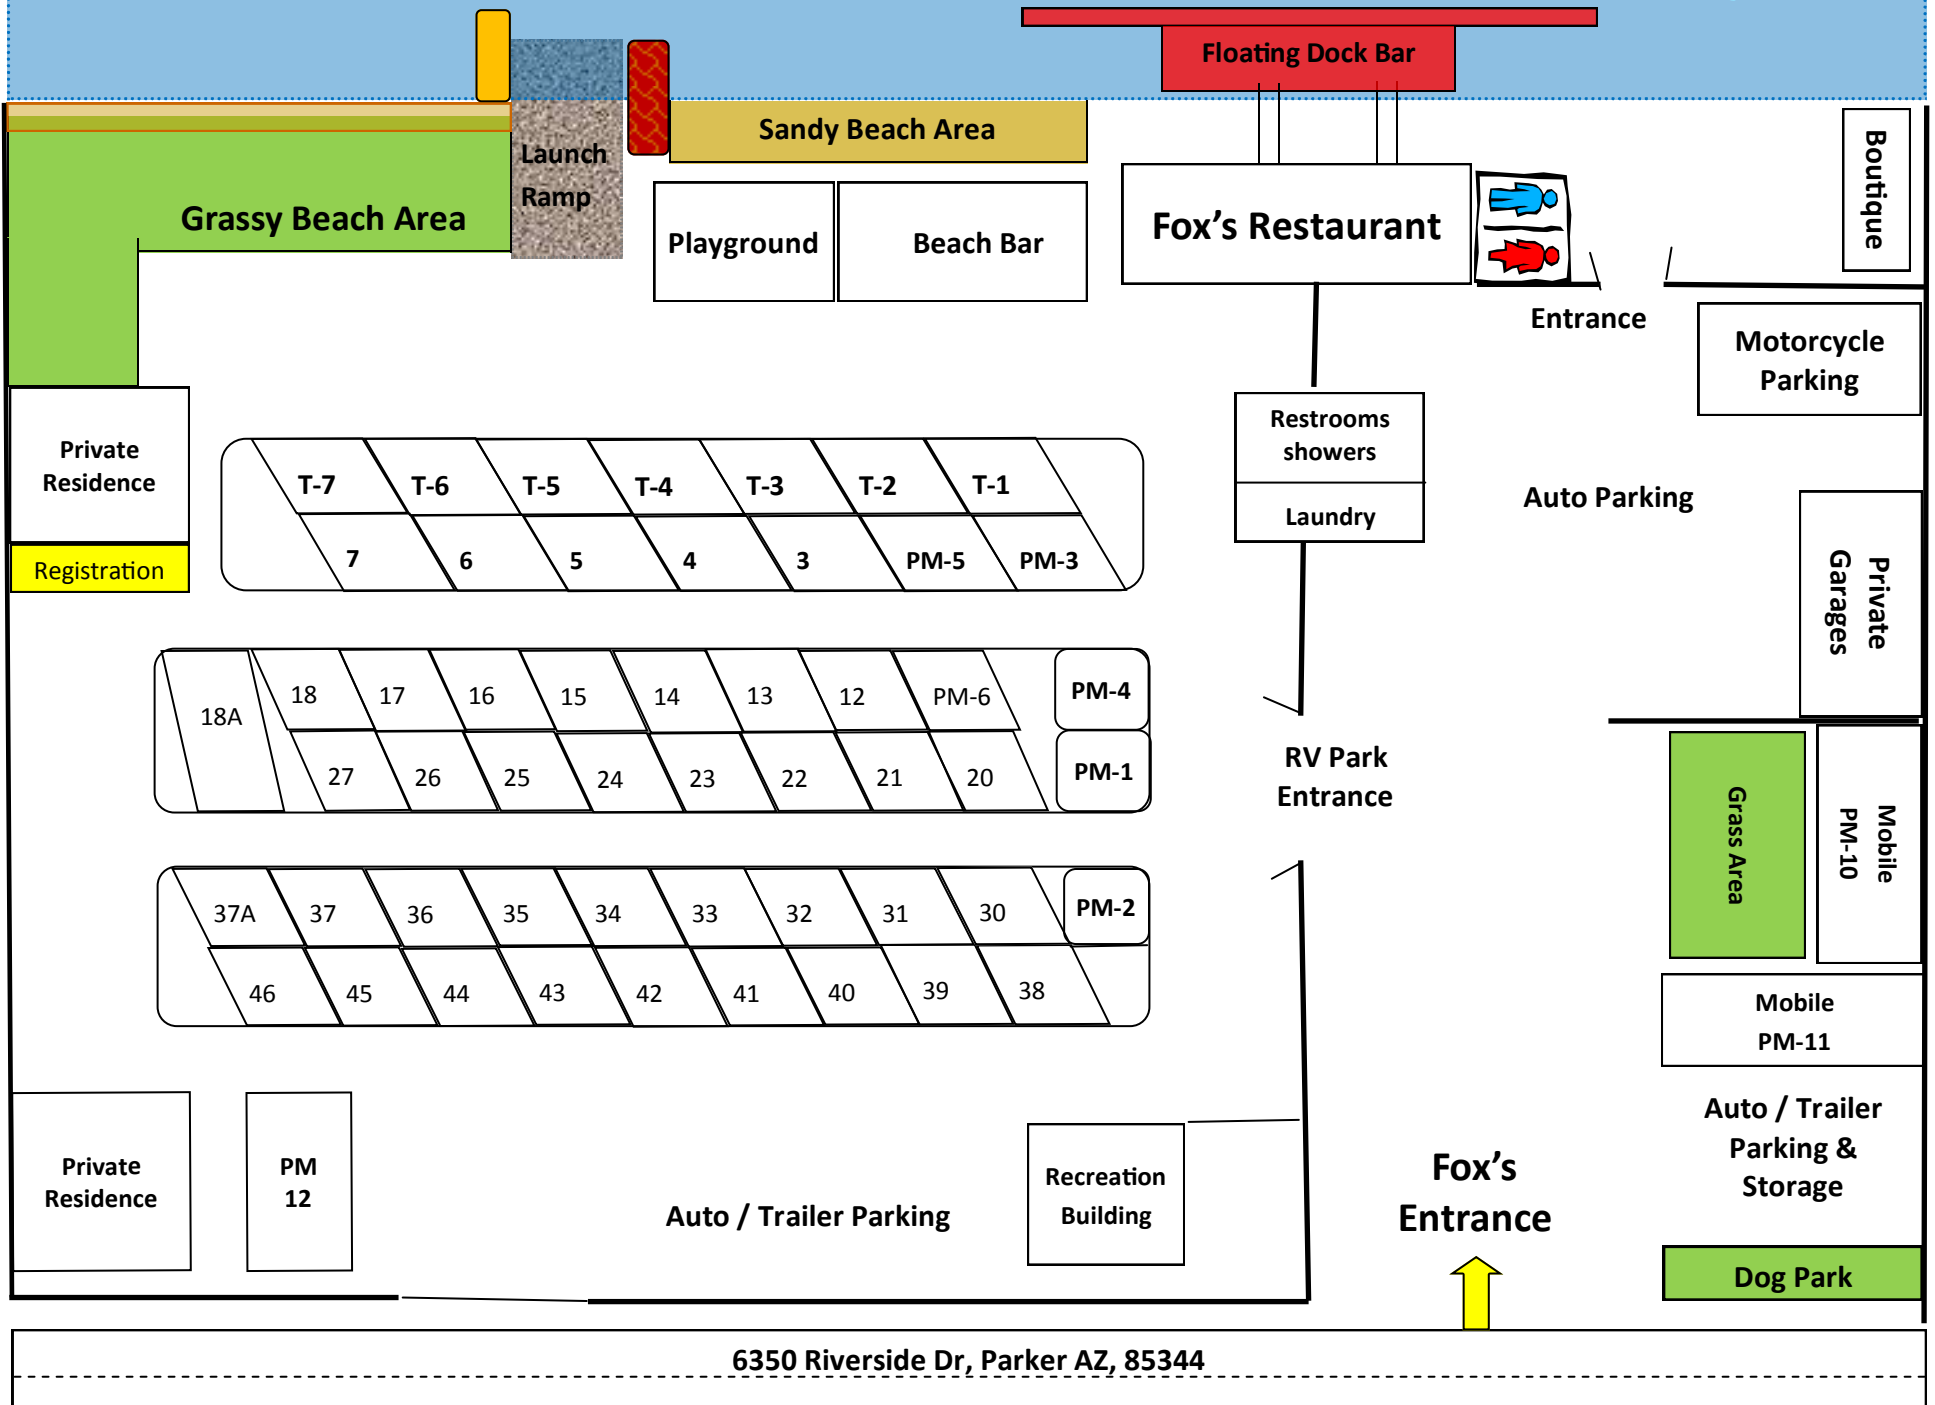 Floating Dock Bar
Sandy Beach Area
Launch
Ramp
Grassy Beach Area
Playground
Beach Bar
Fox's Restaurant
Boutique
Entrance
Motorcycle
Parking
Private
Residence
Registration
Restrooms
showers
Laundry
Auto Parking
Private
Garages
T-7 T-6 T-5 T-4 T-3 T-2 T-1
7 6 5 4 3 PM-5 PM-3
18A
18 17 16 15 14 13 12 PM-6 PM-4
27 26 25 24 23 22 21 20 PM-1
RV Park
Entrance
Grass Area
Mobile
PM-10
37A 37 36 35 34 33 32 31 30 PM-2
46 45 44 43 42 41 40 39 38
Mobile
PM-11
Auto / Trailer
Parking &
Storage
Private
Residence
PM
12
Auto / Trailer Parking
Recreation
Building
Fox's
Entrance
Dog Park
6350 Riverside Dr, Parker AZ, 85344